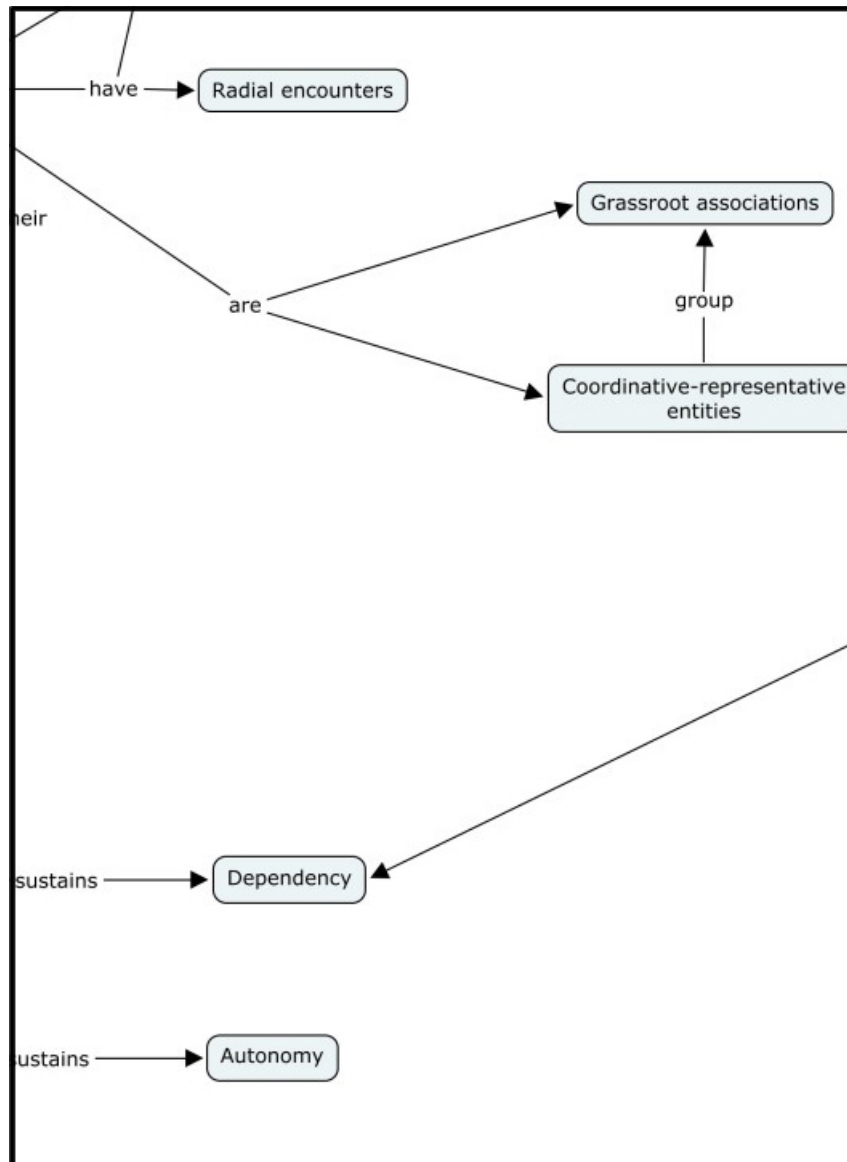 have
Radial encounters
Grassroot associations
heir
are
group
Coordinative-representative
entities
sustains
Dependency
sustains
Autonomy